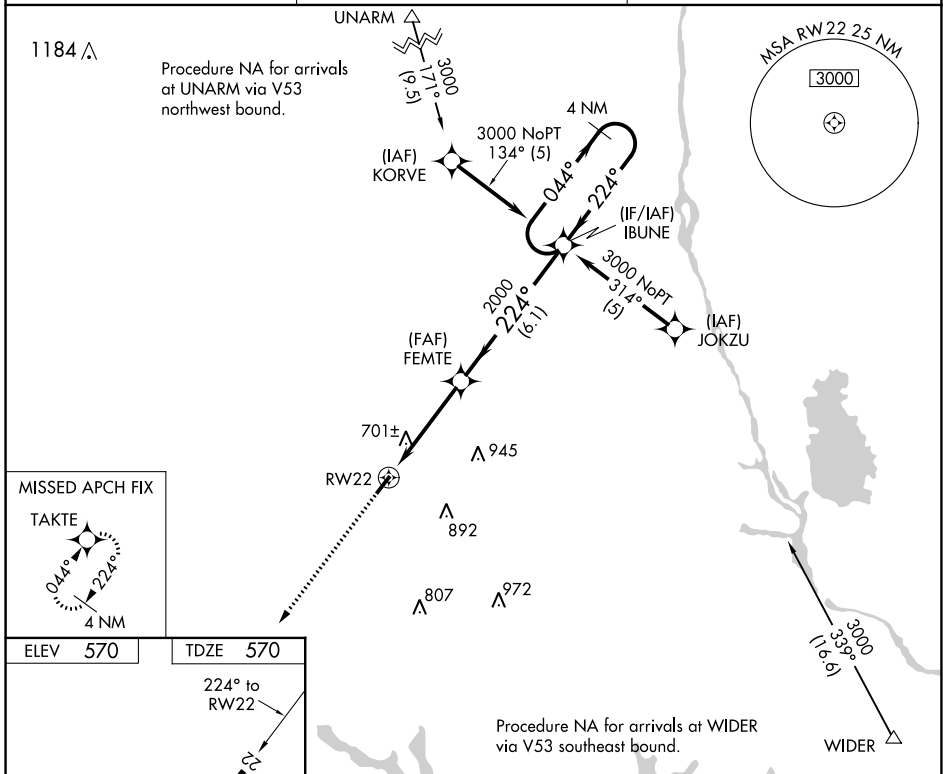 UNARM
1184
Procedure NA for arrivals
at UNARM via V53
northwest bound.
3000
171°
(9.5)
MSA RW22 25 NM
3000
4 NM
3000 NoPT
134° (5)
(IAF)
KORVE
044°
224°
(IF/IAF)
IBUNE
3000 NoPT
314°
(5)
(IAF)
JOKZU
2000
224°
(6.1)
(FAF)
FEMTE
701±
945
RW22
892
807
972
MISSED APCH FIX
TAKTE
044°
224°
4 NM
ELEV 570
TDZE 570
224° to
RW22
22
3000
339°
(16.6)
Procedure NA for arrivals at WIDER
via V53 southeast bound.
WIDER